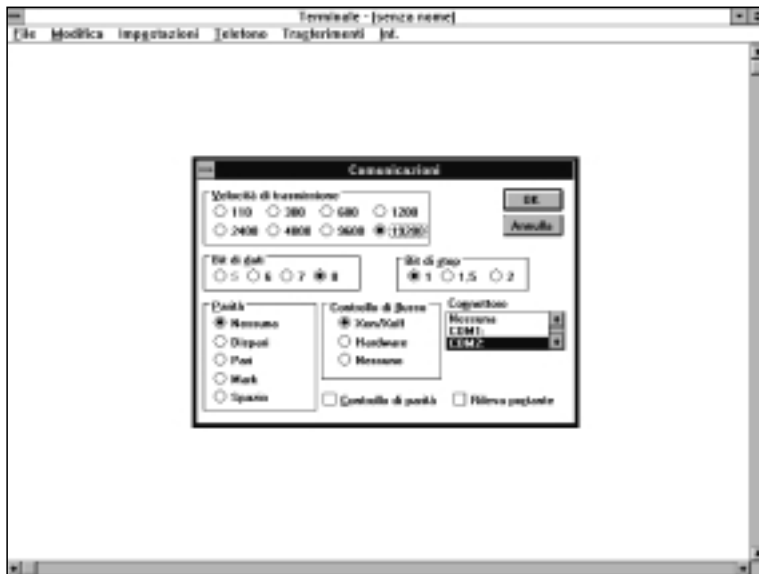 Terminale - [senza nome]
File Modifica Impostazioni Telefono Trasferimenti Inf.
Comunicazioni
Velocità di trasmissione
110 300 600 1200
2400 4800 9600 19200
OK
Annulla
Bit di dati
5 6 7 8
Bit di stop
1 1,5 2
Parità
Nessuna
Dispari
Pari
Mark
Spazio
Controllo di flusso
Xon/Xoff
Hardware
Nessuno
Connettore
Nessuno
COM1:
COM2:
Controllo di parità
Rileva portante